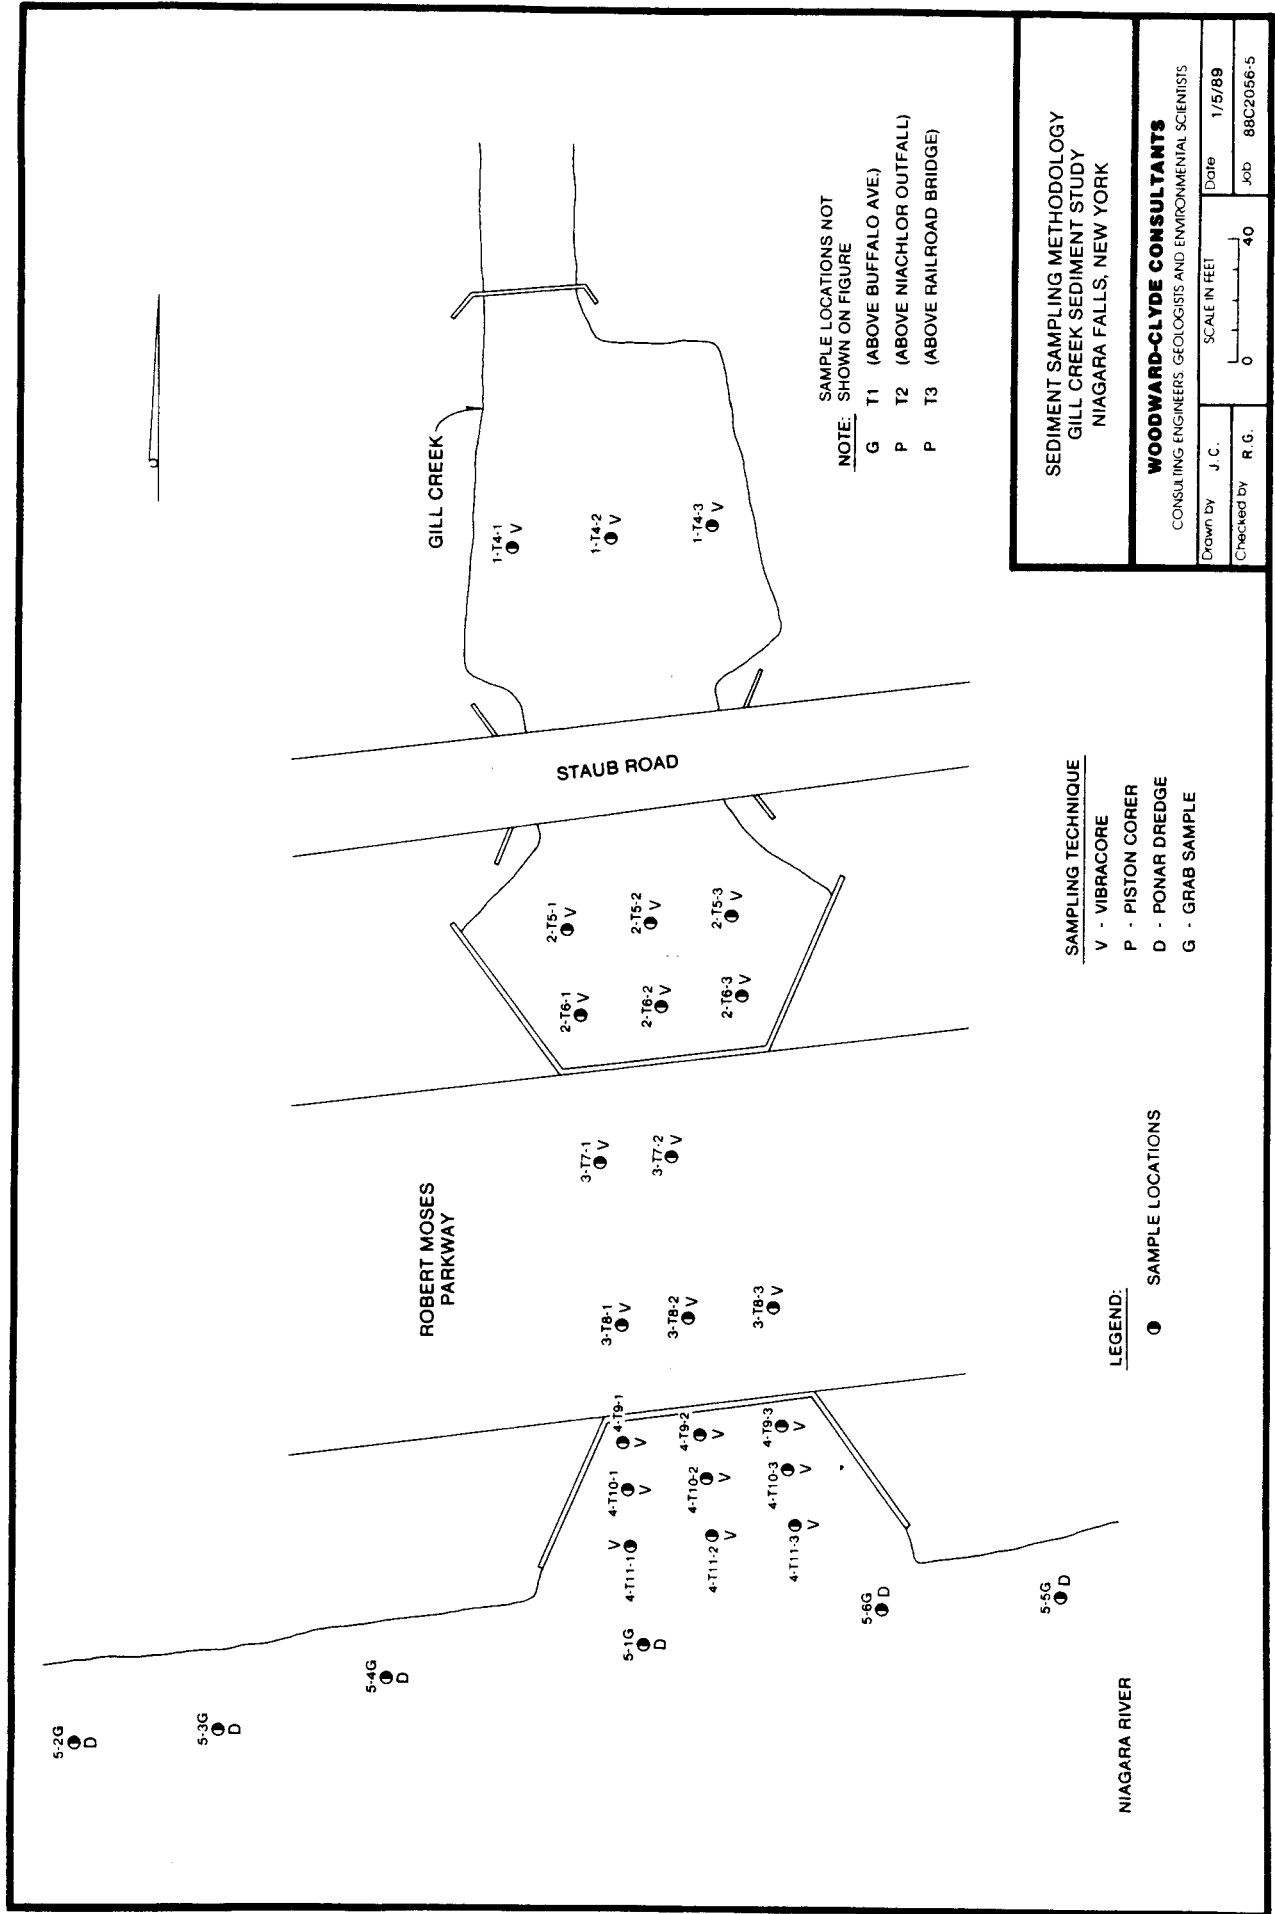 5-2G
D
5-3G
D
5-4G
D
5-1G
D
5-6G
D
5-5G
D
NIAGARA RIVER
4-T11-1
V
4-T11-2
V
4-T11-3
V
4-T10-1
V
4-T10-2
V
4-T10-3
V
4-T9-1
V
4-T9-2
V
4-T9-3
V
ROBERT MOSES
PARKWAY
3-T8-1
V
3-T8-2
V
3-T8-3
V
3-T7-1
V
3-T7-2
V
2-T6-1
V
2-T6-2
V
2-T6-3
V
2-T5-1
V
2-T5-2
V
2-T5-3
V
STAUB ROAD
GILL CREEK
1-T4-1
V
1-T4-2
V
1-T4-3
V
NOTE: SAMPLE LOCATIONS NOT
SHOWN ON FIGURE
G T1 (ABOVE BUFFALO AVE.)
P T2 (ABOVE NIACHLOR OUTFALL)
P T3 (ABOVE RAILROAD BRIDGE)
LEGEND:
SAMPLE LOCATIONS
SAMPLING TECHNIQUE
V - VIBRACORE
P - PISTON CORER
D - PONAR DREDGE
G - GRAB SAMPLE
SEDIMENT SAMPLING METHODOLOGY
GILL CREEK SEDIMENT STUDY
NIAGARA FALLS, NEW YORK
WOODWARD-CLYDE CONSULTANTS
CONSULTING ENGINEERS, GEOLOGISTS AND ENVIRONMENTAL SCIENTISTS
Drawn by J.C.
Checked by R.G.
SCALE IN FEET
0 40
Date 1/5/89
Job 88C2056-5